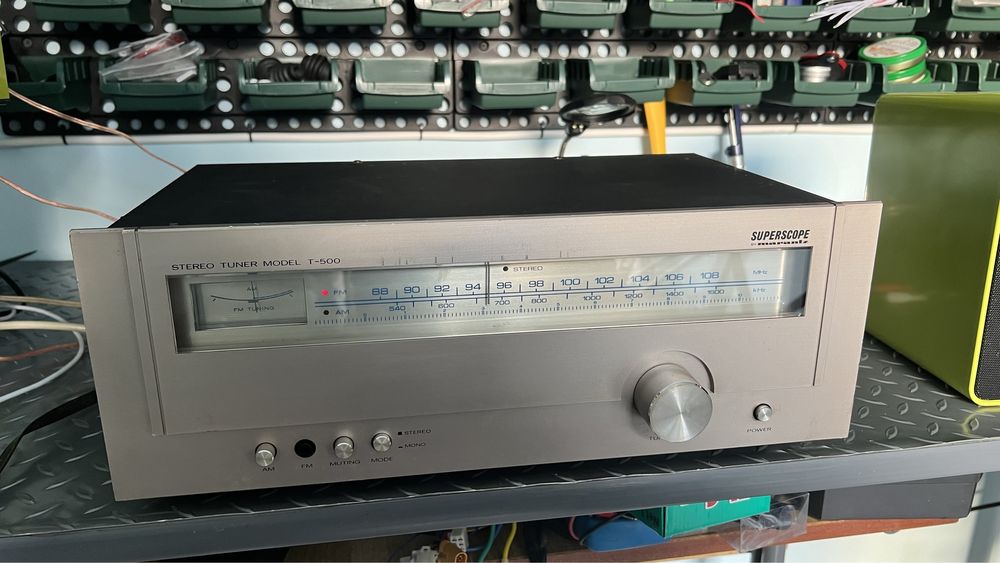 SUPERSCOPE
BY marantz
STEREO TUNER MODEL T-500
STEREO
FM 88 90 92 94 96 98 100 102 104 106 108 MHz
AM 540 600 700 800 1000 1200 1400 1600 kHz
FM TUNING
STEREO
MONO
AM FM MUTING MODE
POWER